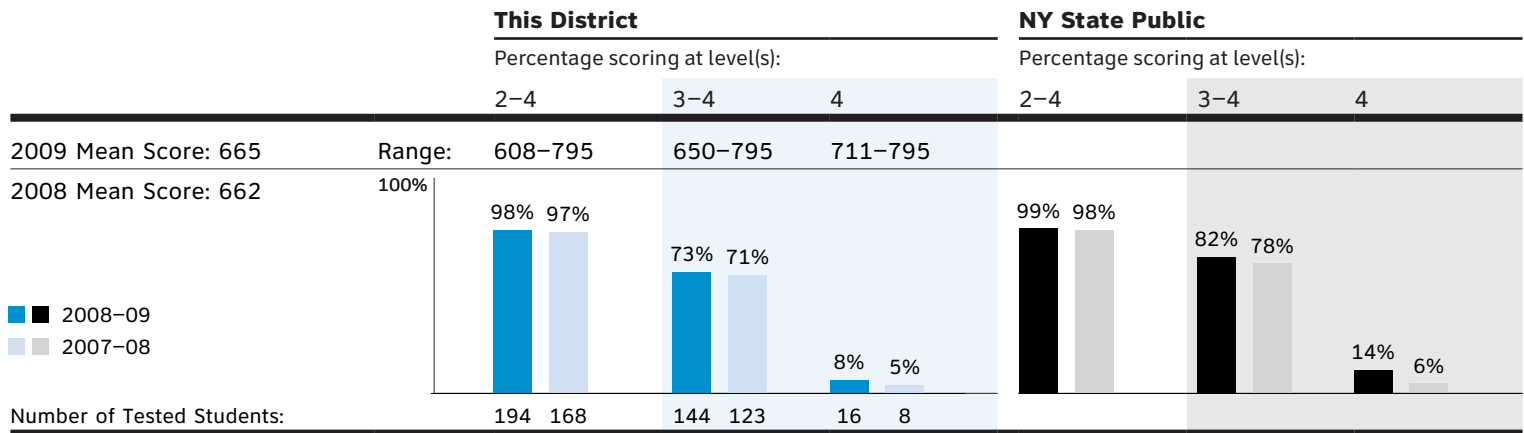 This District NY State Public
Percentage scoring at level(s): Percentage scoring at level(s):
2–4 3–4 4 2–4 3–4 4
2009 Mean Score: 665 Range: 608–795 650–795 711–795
2008 Mean Score: 662 100%
98% 97% 73% 71% 8% 5% 99% 98% 82% 78% 14% 6%
2008–09
2007–08
Number of Tested Students: 194 168 144 123 16 8